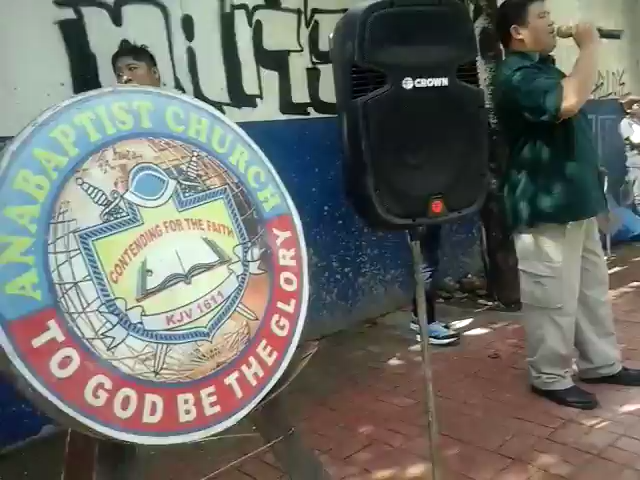 ANABAPTIST CHURCH
CONTENDING FOR THE FAITH
KJV 1611
TO GOD BE THE GLORY
CROWN